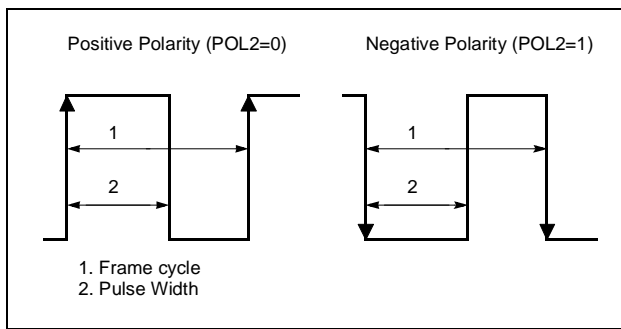 Positive Polarity (POL2=0)
Negative Polarity (POL2=1)
1
1
2
2
1. Frame cycle
2. Pulse Width